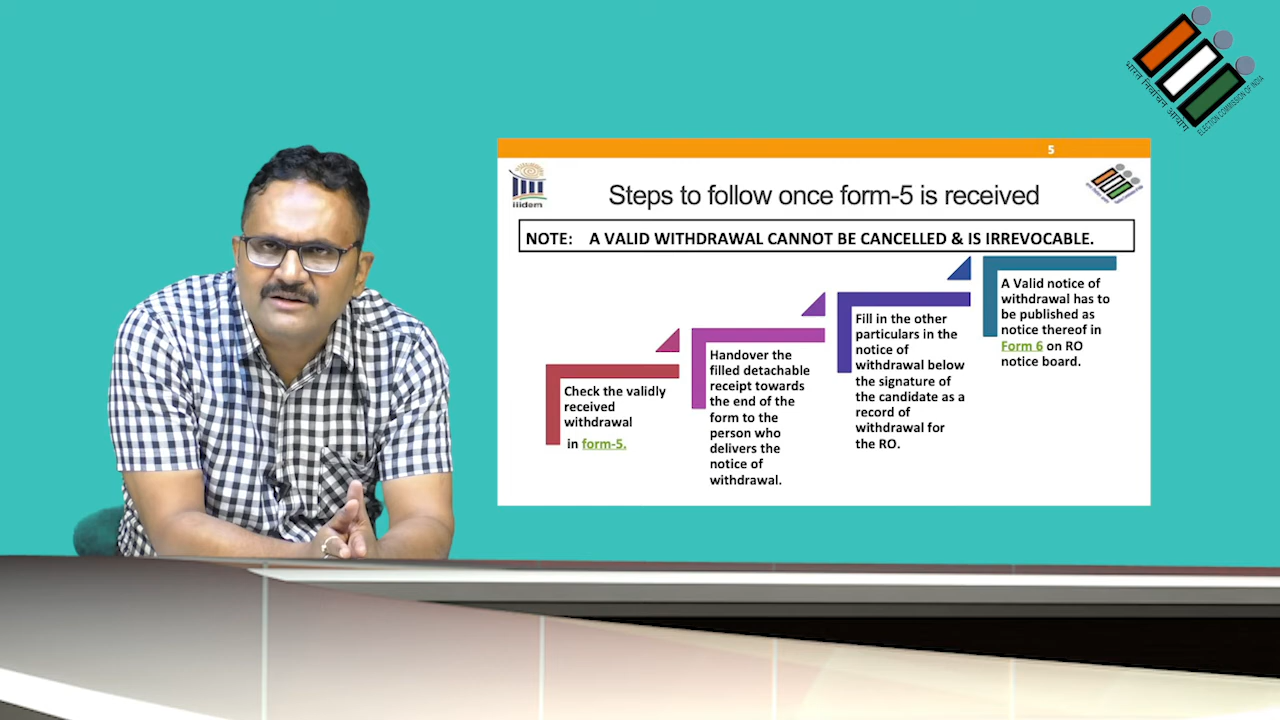 भारत निर्वाचन आयोग
ELECTION COMMISSION OF INDIA
5
iiidem
Steps to follow once form-5 is received
NOTE: A VALID WITHDRAWAL CANNOT BE CANCELLED & IS IRREVOCABLE.
Check the validly
received
withdrawal
in form-5.
Handover the
filled detachable
receipt towards
the end of the
form to the
person who
delivers the
notice of
withdrawal.
Fill in the other
particulars in the
notice of
withdrawal below
the signature of
the candidate as a
record of
withdrawal for
the RO.
A Valid notice of
withdrawal has to
be published as
notice thereof in
Form 6 on RO
notice board.